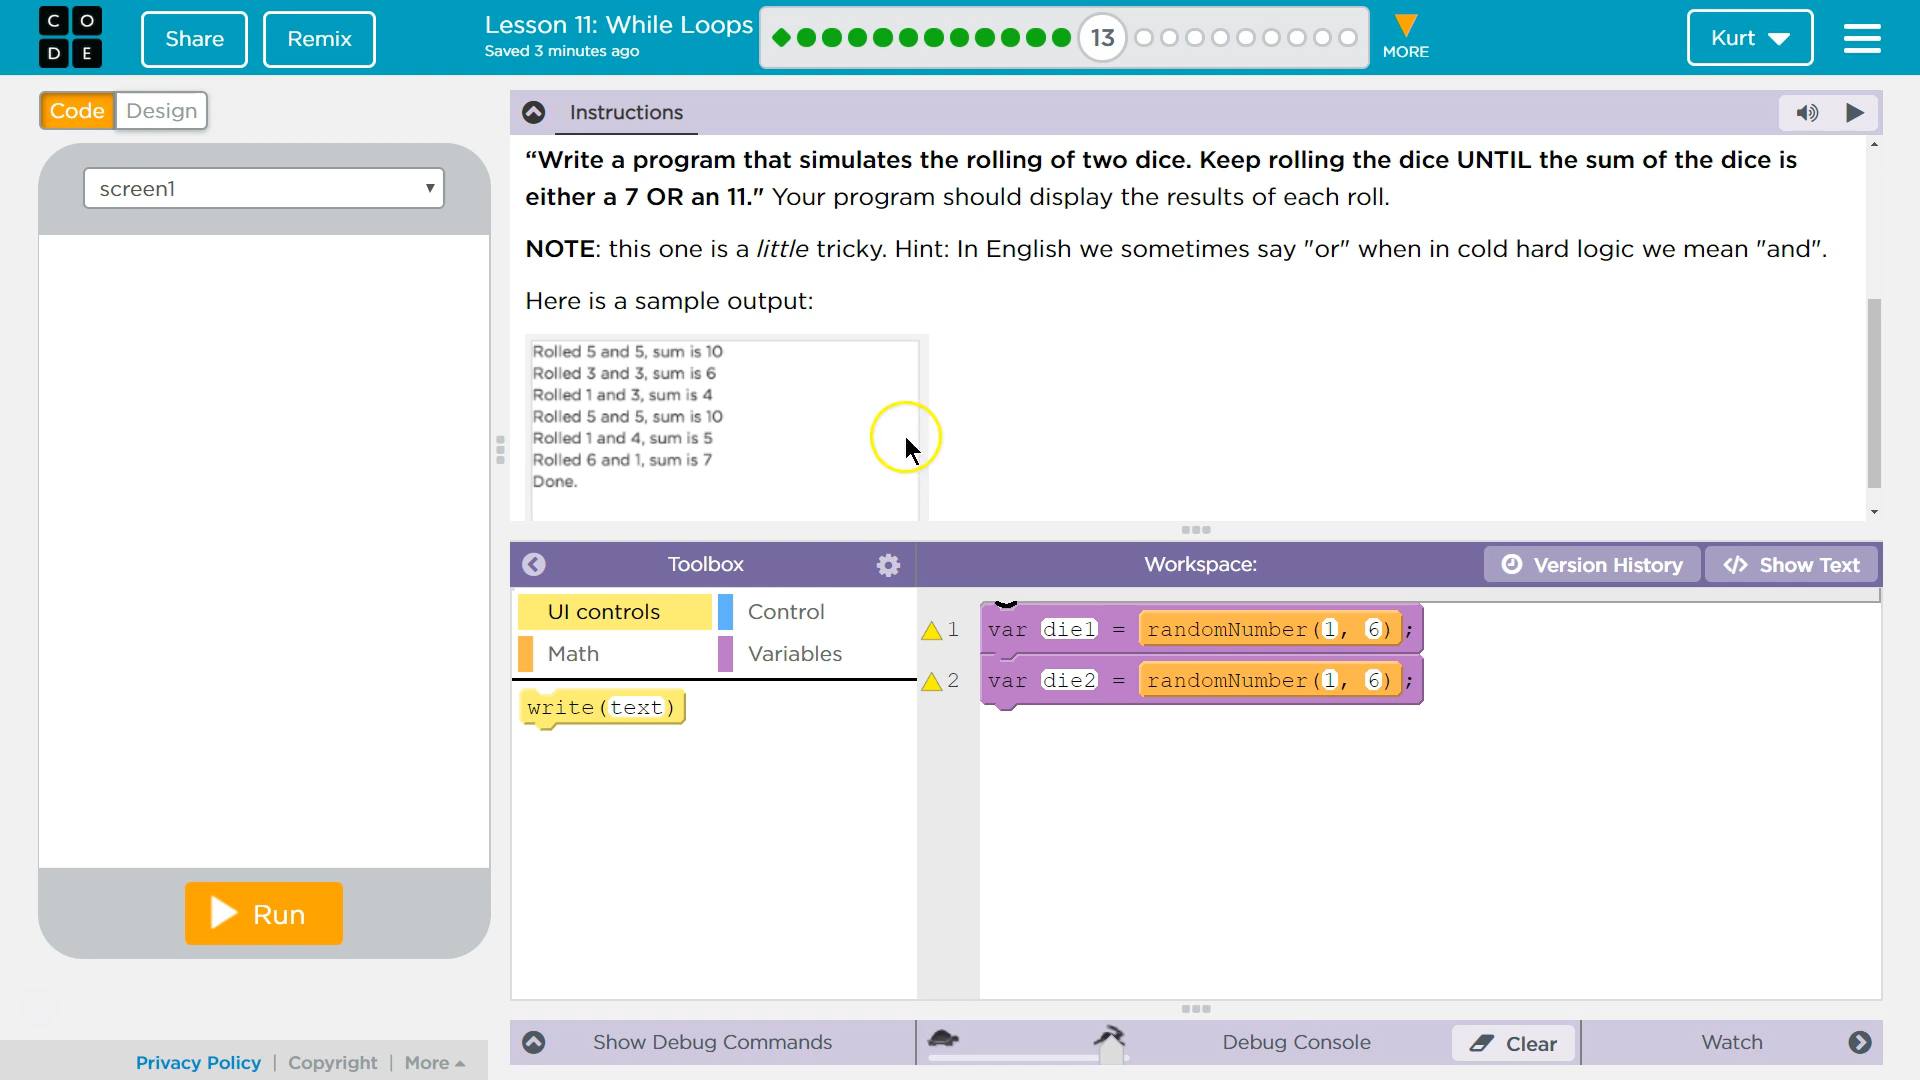 CODE
Share
Remix
Lesson 11: While Loops
Saved 3 minutes ago
13
MORE
Kurt
Code
Design
screen1
Instructions
“Write a program that simulates the rolling of two dice. Keep rolling the dice UNTIL the sum of the dice is
either a 7 OR an 11." Your program should display the results of each roll.
NOTE: this one is a little tricky. Hint: In English we sometimes say "or" when in cold hard logic we mean "and".
Here is a sample output:
Rolled 5 and 5, sum is 10
Rolled 3 and 3, sum is 6
Rolled 1 and 3, sum is 4
Rolled 5 and 5, sum is 10
Rolled 1 and 4, sum is 5
Rolled 6 and 1, sum is 7
Done.
Toolbox
Workspace:
Version History
</> Show Text
UI controls
Control
Math
Variables
write(text)
1 var die1 = randomNumber(1, 6);
2 var die2 = randomNumber(1, 6);
Run
Show Debug Commands
Debug Console
Clear
Watch
Privacy Policy | Copyright | More